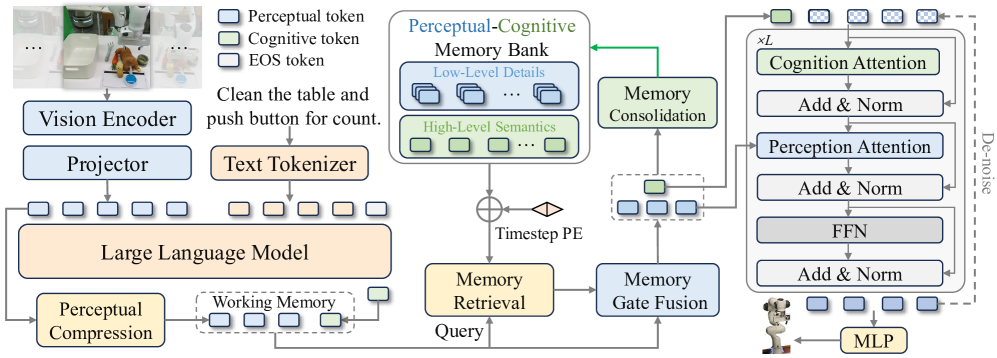 Perceptual token
Cognitive token
EOS token
Clean the table and
push button for count.
Vision Encoder
Projector
Text Tokenizer
Large Language Model
Perceptual
Compression
Working Memory
Perceptual-Cognitive
Memory Bank
Low-Level Details
...
High-Level Semantics
...
Timestep PE
Memory
Retrieval
Query
Memory
Consolidation
Memory
Gate Fusion
×L
Cognition Attention
Add & Norm
Perception Attention
Add & Norm
FFN
Add & Norm
De-noise
MLP